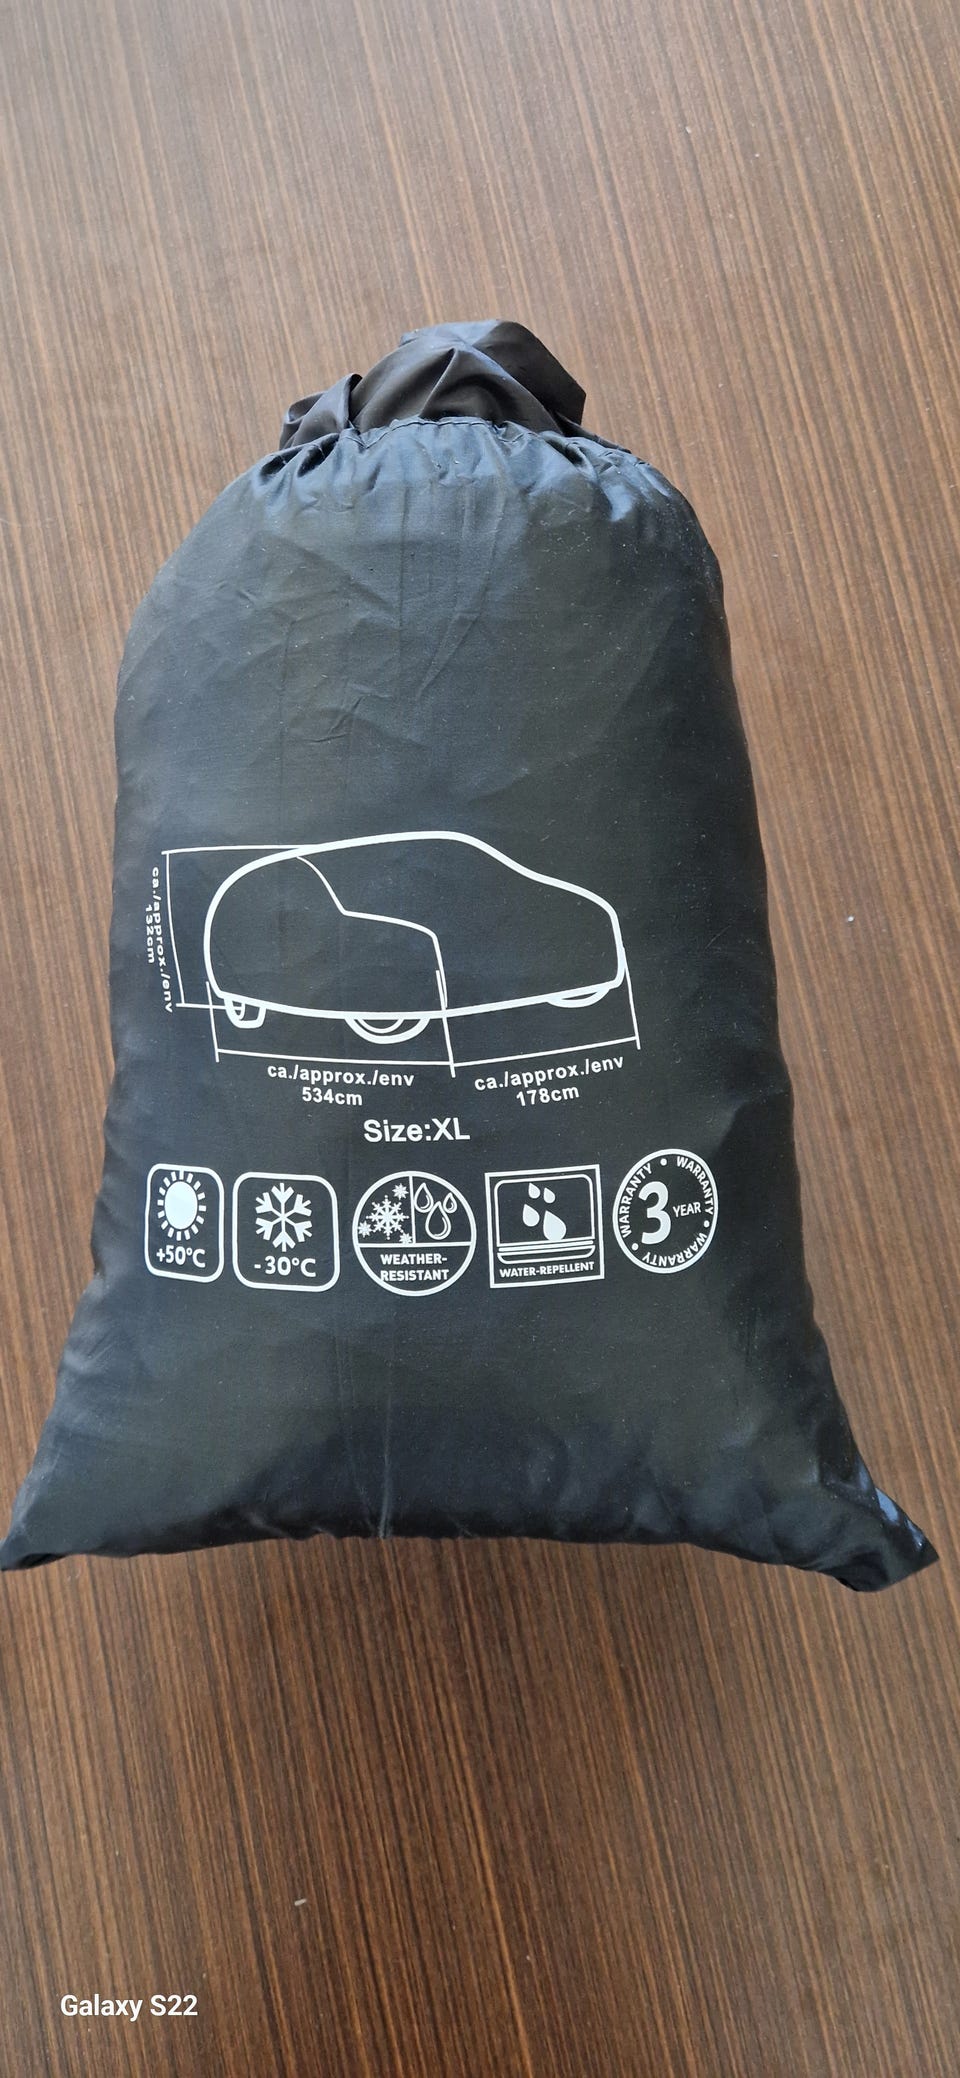 ca./approx./env
132cm
ca./approx./env
534cm
ca./approx./env
178cm
Size:XL
+50°C
-30°C
WEATHER-
RESISTANT
WATER-REPELLENT
WARRANTY • WARRANTY • WARRANTY • WARRANTY •
3 YEAR
Galaxy S22